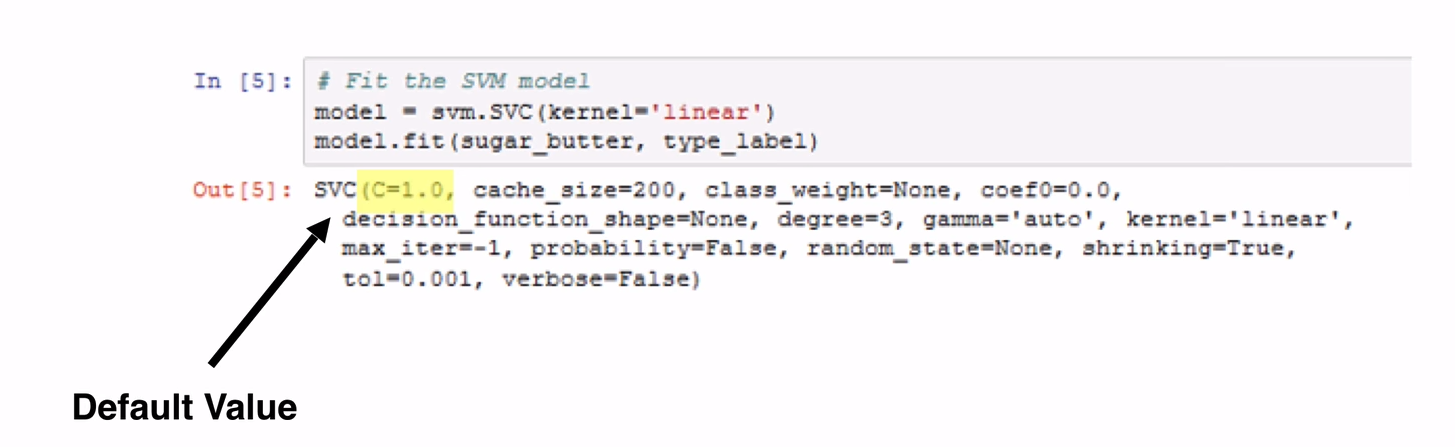 In [5]: # Fit the SVM model
model = svm.SVC(kernel='linear')
model.fit(sugar_butter, type_label)
Out[5]: SVC(C=1.0, cache_size=200, class_weight=None, coef0=0.0,
decision_function_shape=None, degree=3, gamma='auto', kernel='linear',
max_iter=-1, probability=False, random_state=None, shrinking=True,
tol=0.001, verbose=False)
Default Value